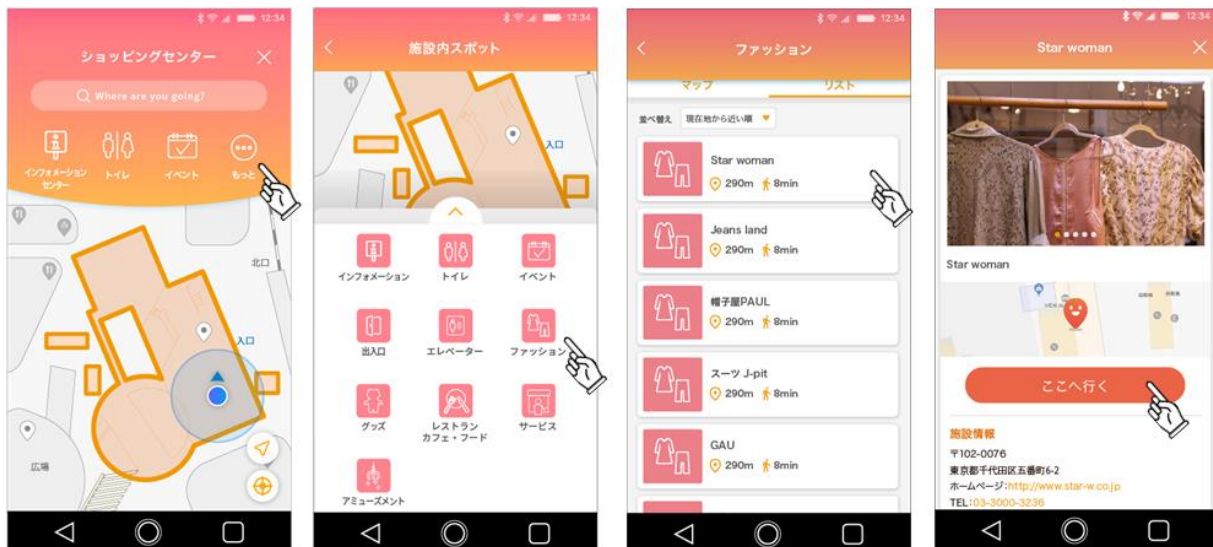 12:34
ショッピングセンター
Where are you going?
インフォメーション
センター
トイレ
イベント
もっと
北口
入口
広場
12:34
施設内スポット
入口
インフォメーション
トイレ
イベント
出入口
エレベーター
ファッション
グッズ
レストラン
カフェ・フード
サービス
アミューズメント
12:34
ファッション
マップ
リスト
並べ替え
現在地から近い順
Star woman
290m 8min
Jeans land
290m 8min
帽子屋PAUL
290m 8min
スーツ J-pit
290m 8min
GAU
290m 8min
12:34
Star woman
Star woman
ここへ行く
施設情報
〒102-0076
東京都千代田区五番町6-2
ホームページ:http://www.star-w.co.jp
TEL:03-3000-3236